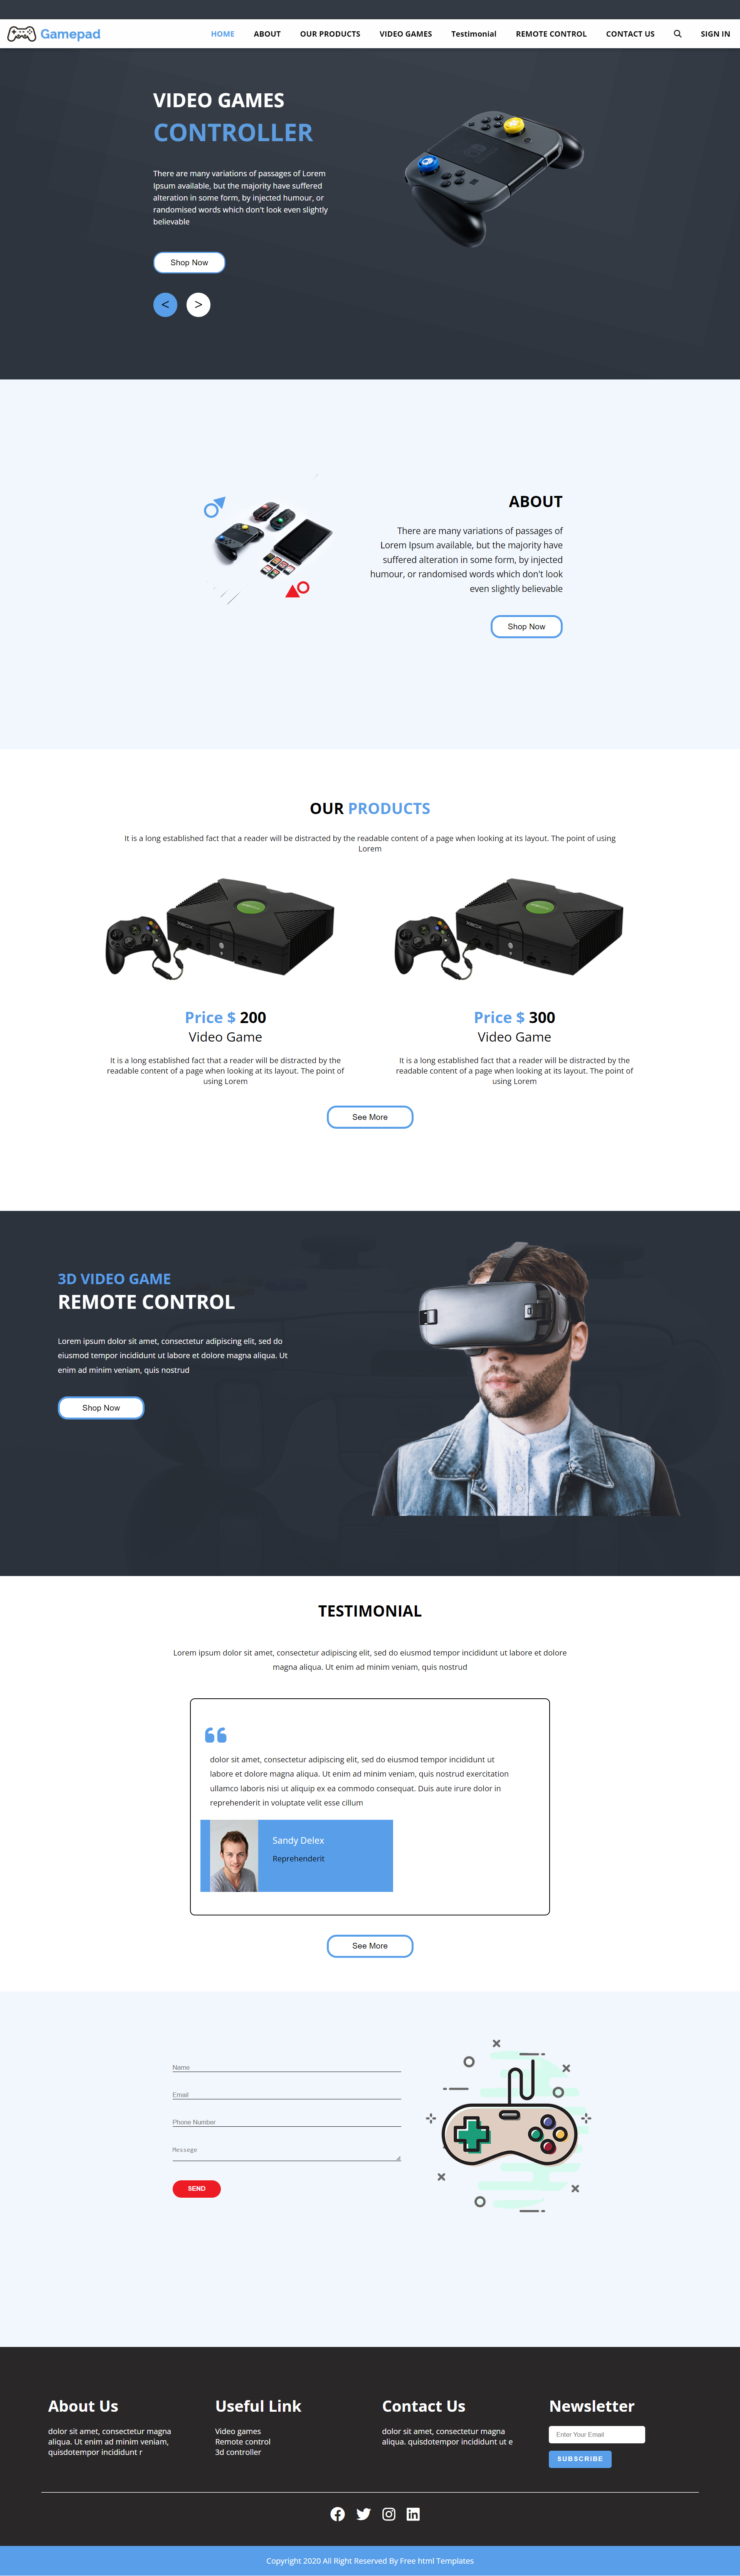 Gamepad
HOME ABOUT OUR PRODUCTS VIDEO GAMES Testimonial REMOTE CONTROL CONTACT US SIGN IN
VIDEO GAMES
CONTROLLER
There are many variations of passages of Lorem
Ipsum available, but the majority have suffered
alteration in some form, by injected humour, or
randomised words which don't look even slightly
believable
Shop Now
< >
ABOUT
There are many variations of passages of
Lorem Ipsum available, but the majority have
suffered alteration in some form, by injected
humour, or randomised words which don't look
even slightly believable
Shop Now
OUR PRODUCTS
It is a long established fact that a reader will be distracted by the readable content of a page when looking at its layout. The point of using
Lorem
XBOX
XBOX
Price $ 200
Video Game
It is a long established fact that a reader will be distracted by the
readable content of a page when looking at its layout. The point of
using Lorem
Price $ 300
Video Game
It is a long established fact that a reader will be distracted by the
readable content of a page when looking at its layout. The point of
using Lorem
See More
3D VIDEO GAME
REMOTE CONTROL
Lorem ipsum dolor sit amet, consectetur adipiscing elit, sed do
eiusmod tempor incididunt ut labore et dolore magna aliqua. Ut
enim ad minim veniam, quis nostrud
Shop Now
TESTIMONIAL
Lorem ipsum dolor sit amet, consectetur adipiscing elit, sed do eiusmod tempor incididunt ut labore et dolore
magna aliqua. Ut enim ad minim veniam, quis nostrud
dolor sit amet, consectetur adipiscing elit, sed do eiusmod tempor incididunt ut
labore et dolore magna aliqua. Ut enim ad minim veniam, quis nostrud exercitation
ullamco laboris nisi ut aliquip ex ea commodo consequat. Duis aute irure dolor in
reprehenderit in voluptate velit esse cillum
Sandy Delex
Reprehenderit
See More
Name
Email
Phone Number
Messege
SEND
About Us
dolor sit amet, consectetur magna
aliqua. Ut enim ad minim veniam,
quisdotempor incididunt r
Useful Link
Video games
Remote control
3d controller
Contact Us
dolor sit amet, consectetur magna
aliqua. quisdotempor incididunt ut e
Newsletter
Enter Your Email
SUBSCRIBE
Copyright 2020 All Right Reserved By Free html Templates